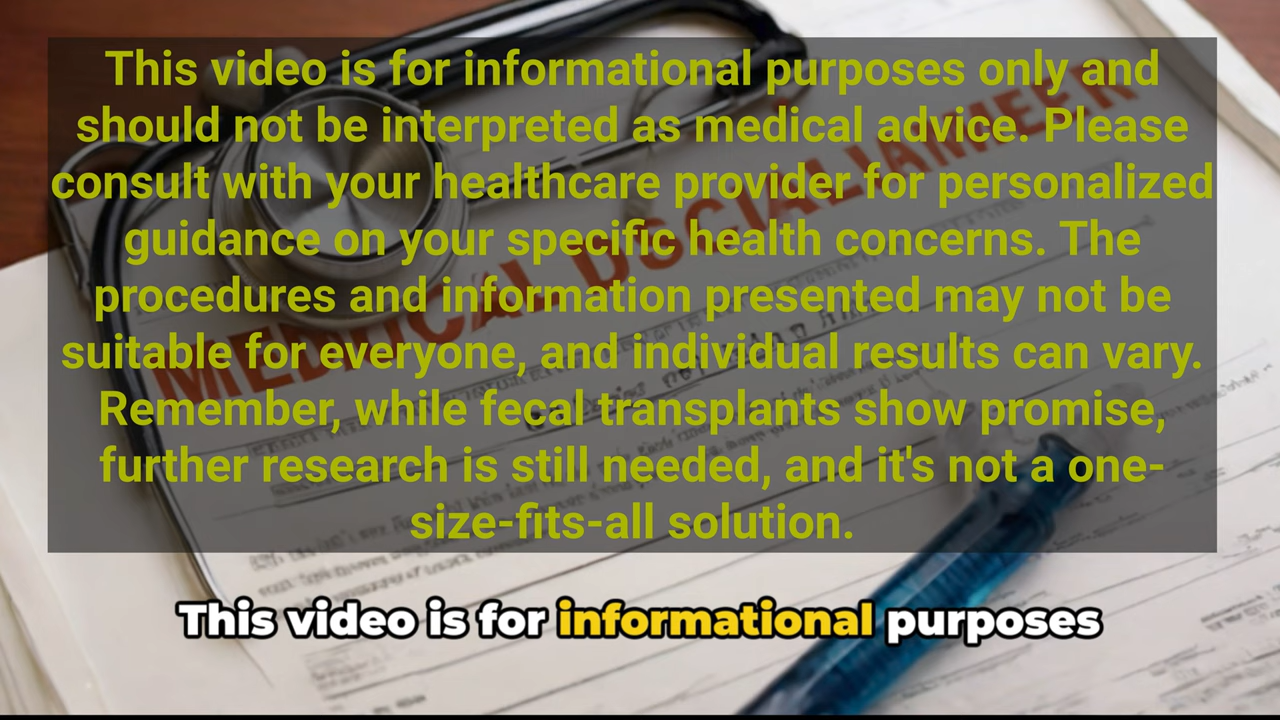 This video is for informational purposes only and
should not be interpreted as medical advice. Please
consult with your healthcare provider for personalized
guidance on your specific health concerns. The
procedures and information presented may not be
suitable for everyone, and individual results can vary.
Remember, while fecal transplants show promise,
further research is still needed, and it's not a one-
size-fits-all solution.
MEDICAL
This video is for informational purposes